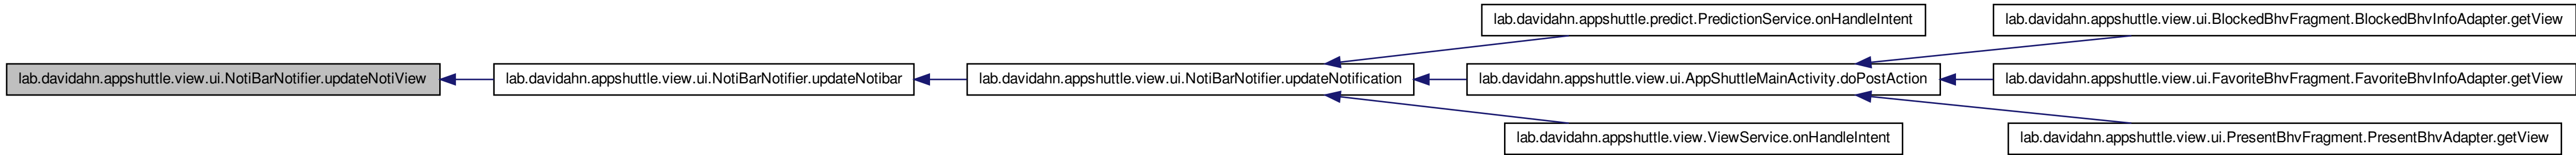 lab.davidahn.appshuttle.predict.PredictionService.onHandleIntent
lab.davidahn.appshuttle.view.ui.BlockedBhvFragment.BlockedBhvInfoAdapter.getView
lab.davidahn.appshuttle.view.ui.NotiBarNotifier.updateNotiView
lab.davidahn.appshuttle.view.ui.NotiBarNotifier.updateNotibar
lab.davidahn.appshuttle.view.ui.NotiBarNotifier.updateNotification
lab.davidahn.appshuttle.view.ui.AppShuttleMainActivity.doPostAction
lab.davidahn.appshuttle.view.ui.FavoriteBhvFragment.FavoriteBhvInfoAdapter.getView
lab.davidahn.appshuttle.view.ViewService.onHandleIntent
lab.davidahn.appshuttle.view.ui.PresentBhvFragment.PresentBhvAdapter.getView